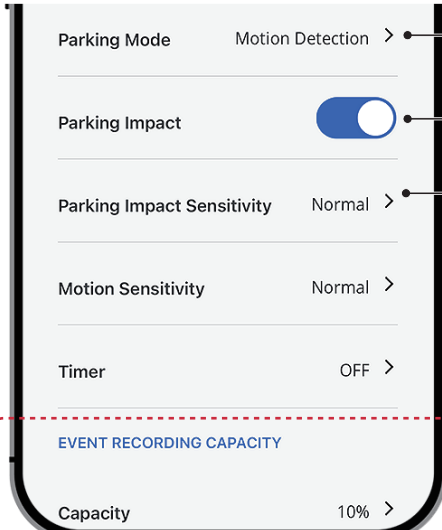 Parking Mode Motion Detection
Parking Impact
Parking Impact Sensitivity Normal
Motion Sensitivity Normal
Timer OFF
EVENT RECORDING CAPACITY
Capacity 10%